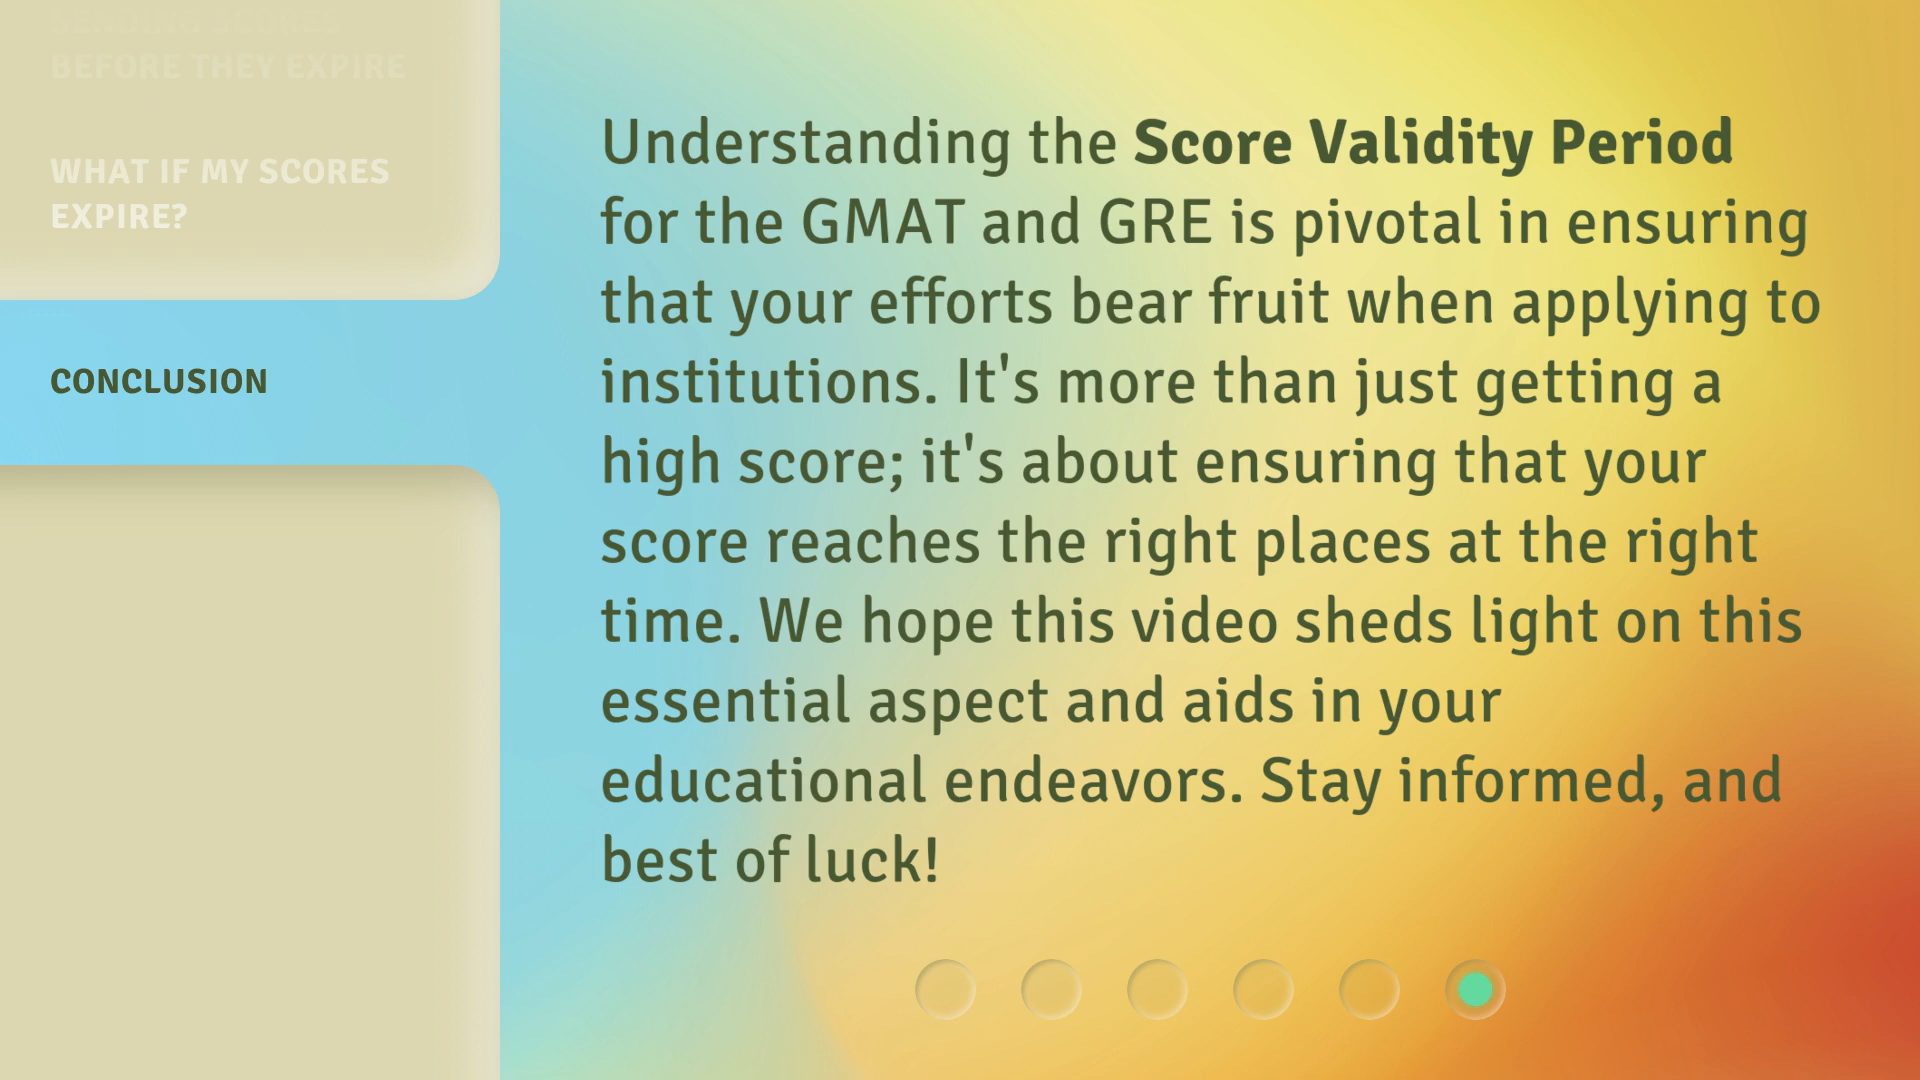 SENDING SCORES
BEFORE THEY EXPIRE
WHAT IF MY SCORES
EXPIRE?
CONCLUSION
Understanding the Score Validity Period
for the GMAT and GRE is pivotal in ensuring
that your efforts bear fruit when applying to
institutions. It's more than just getting a
high score; it's about ensuring that your
score reaches the right places at the right
time. We hope this video sheds light on this
essential aspect and aids in your
educational endeavors. Stay informed, and
best of luck!